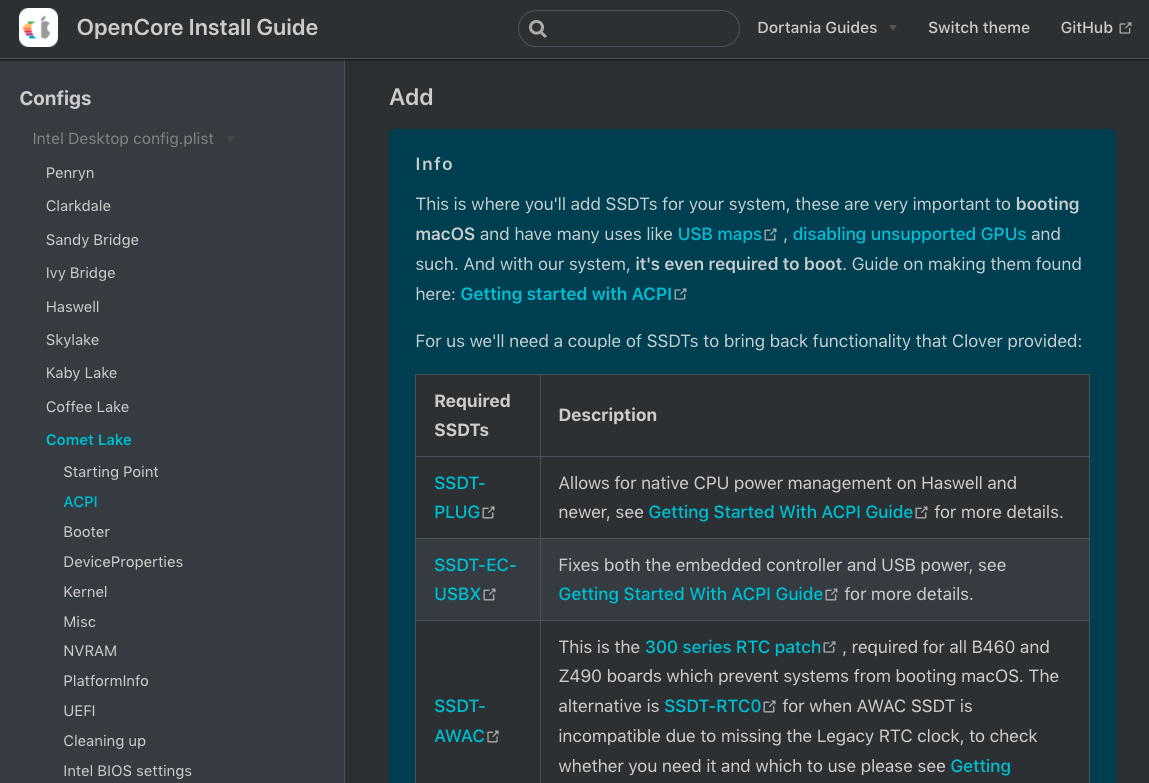 OpenCore Install Guide
Dortania Guides
Switch theme
GitHub
Configs
Intel Desktop config.plist
Penryn
Clarkdale
Sandy Bridge
Ivy Bridge
Haswell
Skylake
Kaby Lake
Coffee Lake
Comet Lake
Starting Point
ACPI
Booter
DeviceProperties
Kernel
Misc
NVRAM
PlatformInfo
UEFI
Cleaning up
Intel BIOS settings
Add
Info
This is where you'll add SSDTs for your system, these are very important to booting
macOS and have many uses like USB maps , disabling unsupported GPUs and
such. And with our system, it's even required to boot. Guide on making them found
here: Getting started with ACPI
For us we'll need a couple of SSDTs to bring back functionality that Clover provided:
Required
SSDTs
Description
SSDT-
PLUG
Allows for native CPU power management on Haswell and
newer, see Getting Started With ACPI Guide for more details.
SSDT-EC-
USBX
Fixes both the embedded controller and USB power, see
Getting Started With ACPI Guide for more details.
SSDT-
AWAC
This is the 300 series RTC patch , required for all B460 and
Z490 boards which prevent systems from booting macOS. The
alternative is SSDT-RTC0 for when AWAC SSDT is
incompatible due to missing the Legacy RTC clock, to check
whether you need it and which to use please see Getting